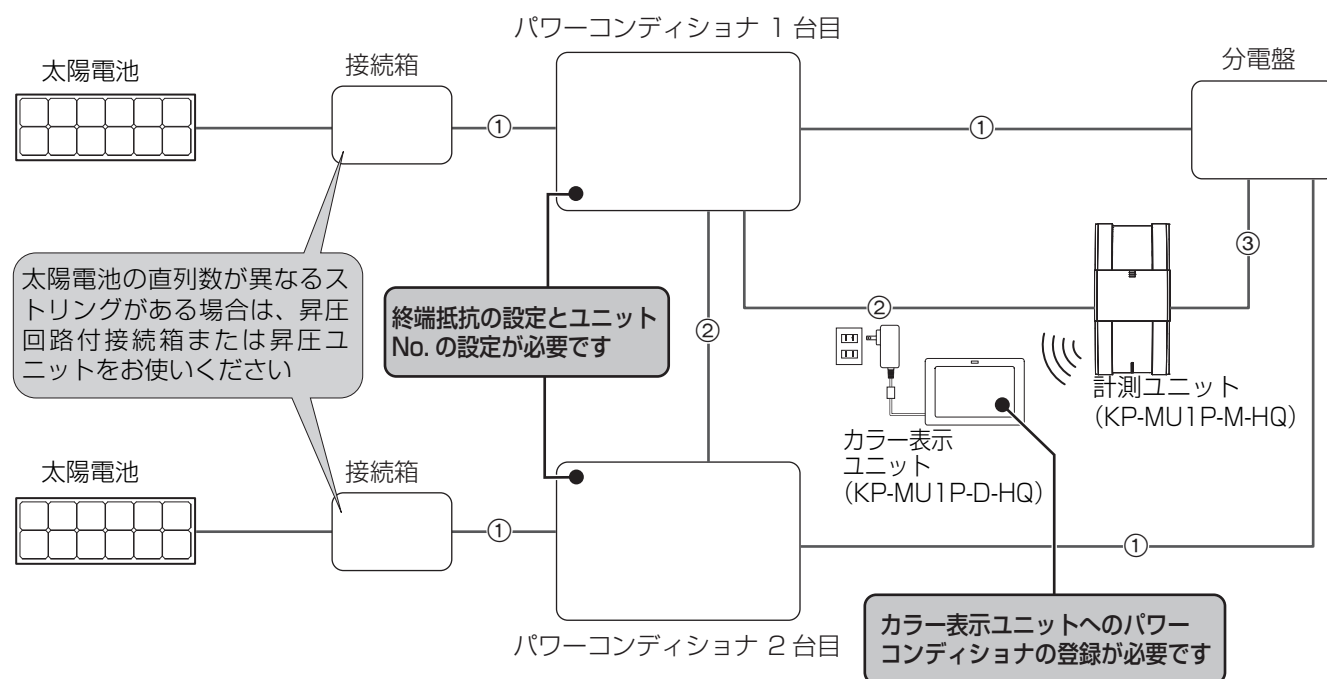 パワーコンディショナ 1 台目
太陽電池
接続箱
分電盤
①
①
太陽電池の直列数が異なるス
トリングがある場合は、昇圧
回路付接続箱または昇圧ユ
ニットをお使いください
終端抵抗の設定とユニット
No. の設定が必要です
②
②
③
計測ユニット
（KP-MU1P-M-HQ）
カラー表示
ユニット
（KP-MU1P-D-HQ）
太陽電池
接続箱
①
①
パワーコンディショナ 2 台目
カラー表示ユニットへのパワー
コンディショナの登録が必要です